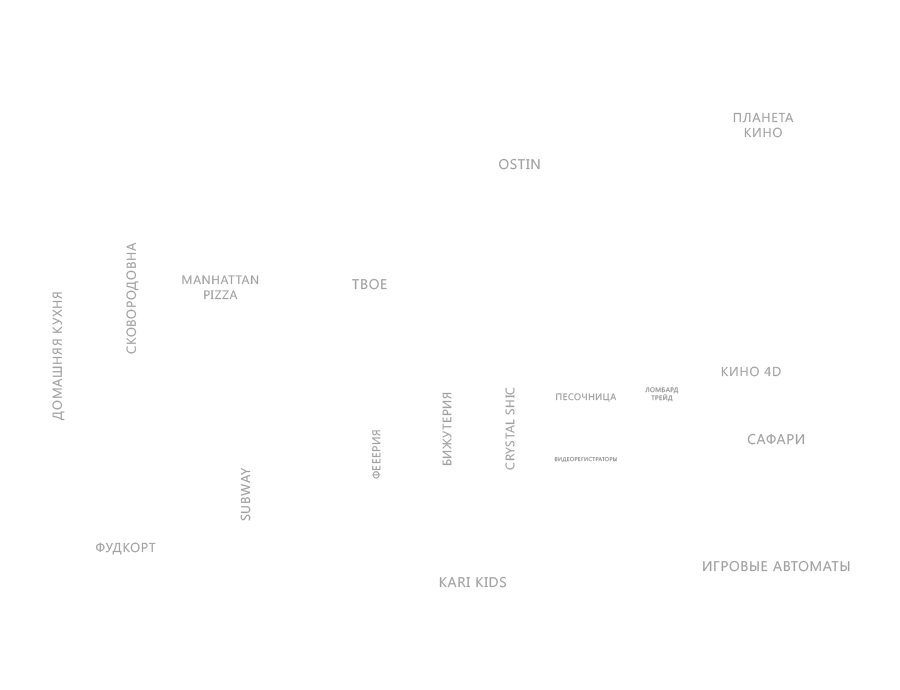 ПЛАНЕТА
КИНО
OSTIN
СКОВОРОДОВНА
MANHATTAN
PIZZA
ТВОЕ
ДОМАШНЯЯ КУХНЯ
КИНО 4D
ПЕСОЧНИЦА
ЛОМБАРД
ТРЕЙД
БИЖУТЕРИЯ
CRYSTAL SHIC
ФЕЕЕРИЯ
САФАРИ
ВИДЕОРЕГИСТРАТОРЫ
SUBWAY
ФУДКОРТ
ИГРОВЫЕ АВТОМАТЫ
KARI KIDS